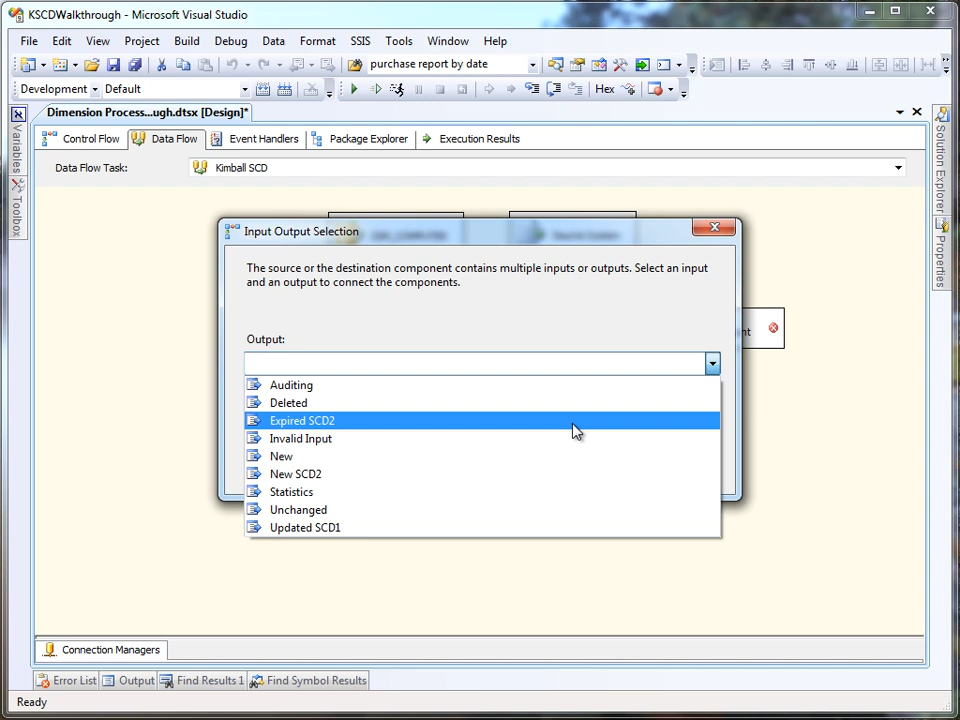 KSCDWalkthrough - Microsoft Visual Studio
File Edit View Project Build Debug Data Format SSIS Tools Window Help
purchase report by date
Development Default Hex
Dimension Process...ugh.dtsx [Design]*
Control Flow Data Flow Event Handlers Package Explorer Execution Results
Data Flow Task: Kimball SCD
Variables
Toolbox
Solution Explorer
Properties
Input Output Selection
The source or the destination component contains multiple inputs or outputs. Select an input
and an output to connect the components.
Output:
Auditing
Deleted
Expired SCD2
Invalid Input
New
New SCD2
Statistics
Unchanged
Updated SCD1
Connection Managers
Error List Output Find Results 1 Find Symbol Results
Ready